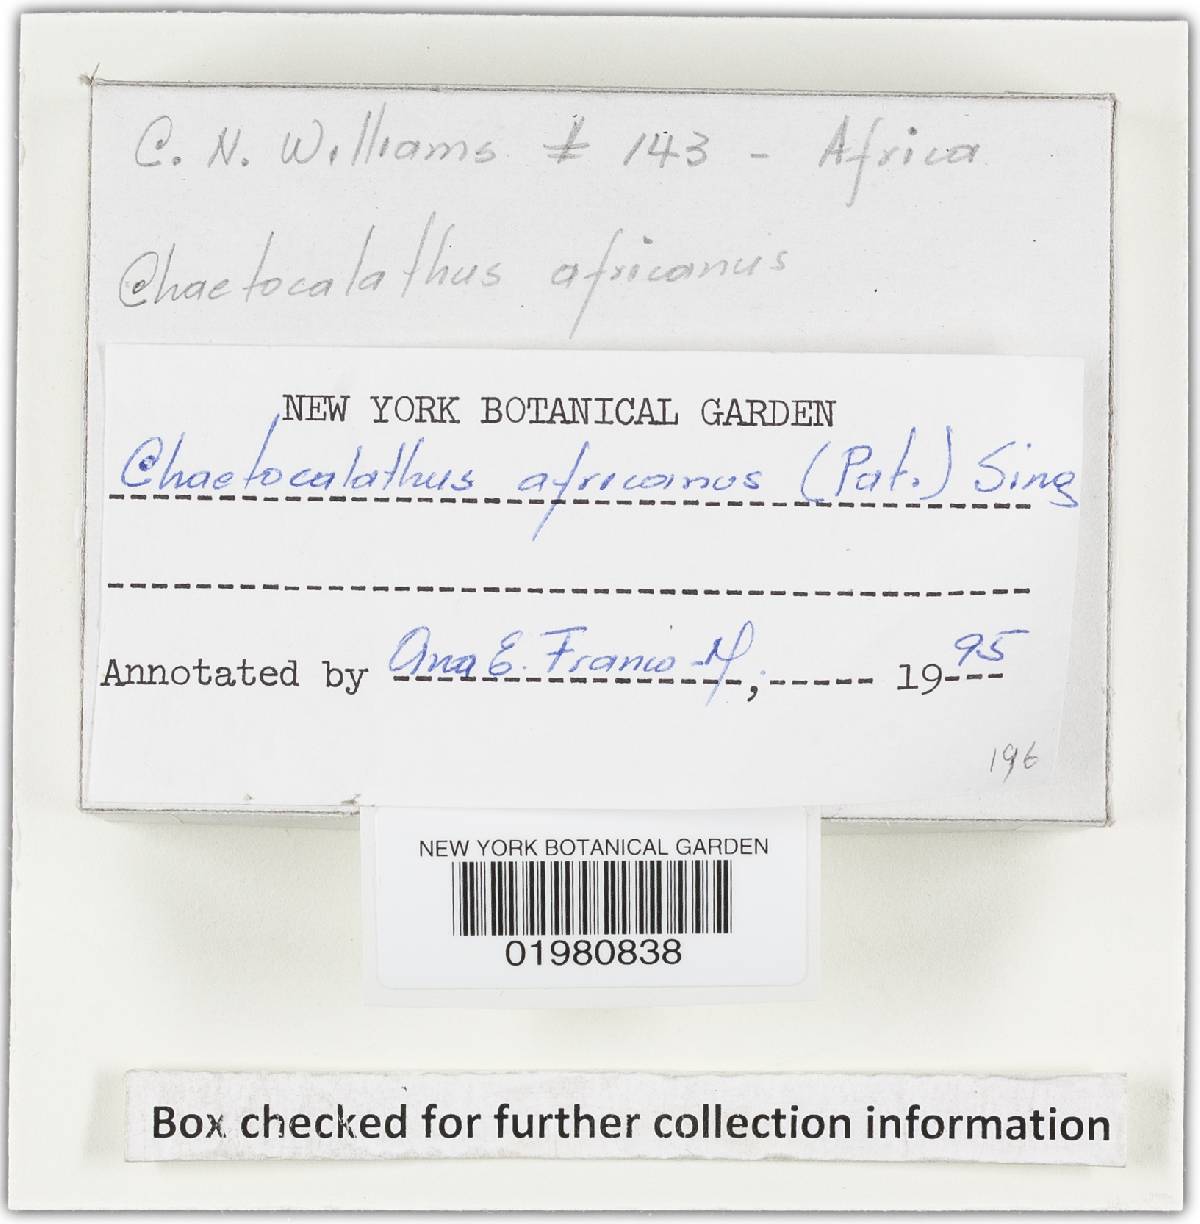 C. N. Williams # 143 - Africa
Chaetocalathus africanus
NEW YORK BOTANICAL GARDEN
Chaetocalathus africanus (Pat.) Sing
Annotated by Ana E. Franco-M, 1995
196
NEW YORK BOTANICAL GARDEN
01980838
Box checked for further collection information